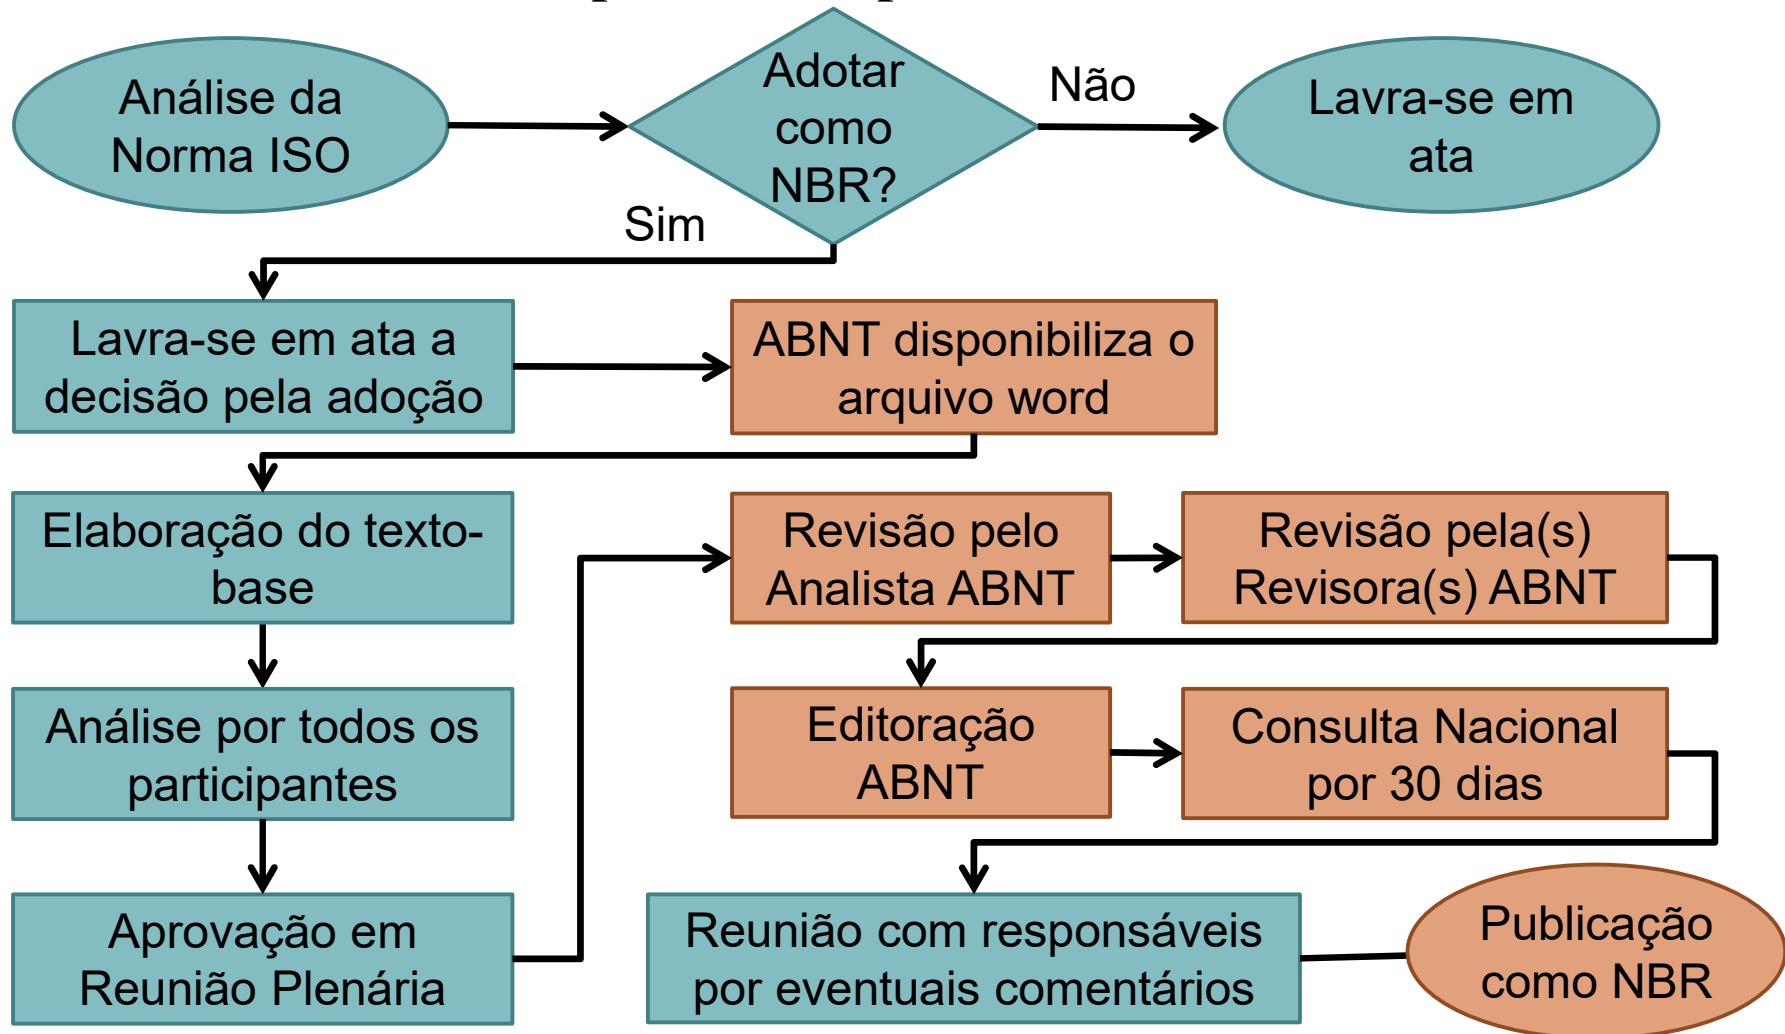 Análise da
Norma ISO
Adotar
como
NBR?
Não
Lavra-se em
ata
Sim
Lavra-se em ata a
decisão pela adoção
ABNT disponibiliza o
arquivo word
Elaboração do texto-
base
Revisão pelo
Analista ABNT
Revisão pela(s)
Revisora(s) ABNT
Análise por todos os
participantes
Editoração
ABNT
Consulta Nacional
por 30 dias
Aprovação em
Reunião Plenária
Reunião com responsáveis
por eventuais comentários
Publicação
como NBR